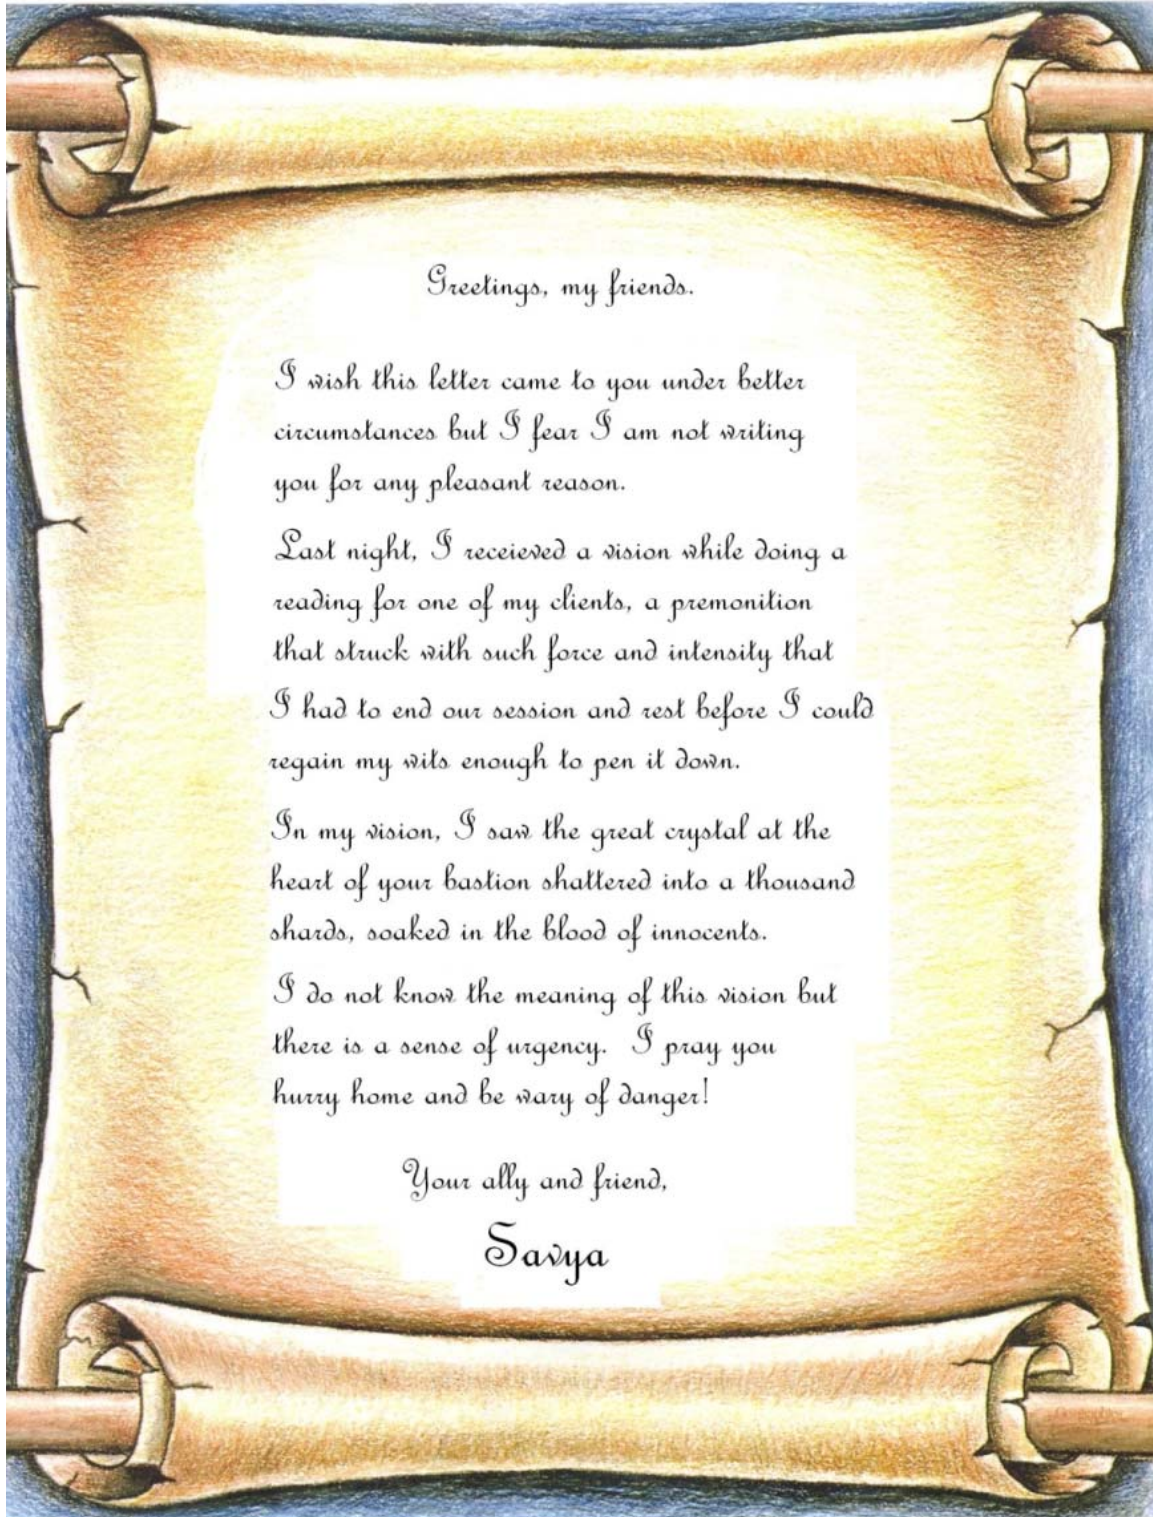 Greetings, my friends.
I wish this letter came to you under better
circumstances but I fear I am not writing
you for any pleasant reason.
Last night, I receieved a vision while doing a
reading for one of my clients, a premonition
that struck with such force and intensity that
I had to end our session and rest before I could
regain my wits enough to pen it down.
In my vision, I saw the great crystal at the
heart of your bastion shattered into a thousand
shards, soaked in the blood of innocents.
I do not know the meaning of this vision but
there is a sense of urgency. I pray you
hurry home and be wary of danger!
Your ally and friend,
Savya